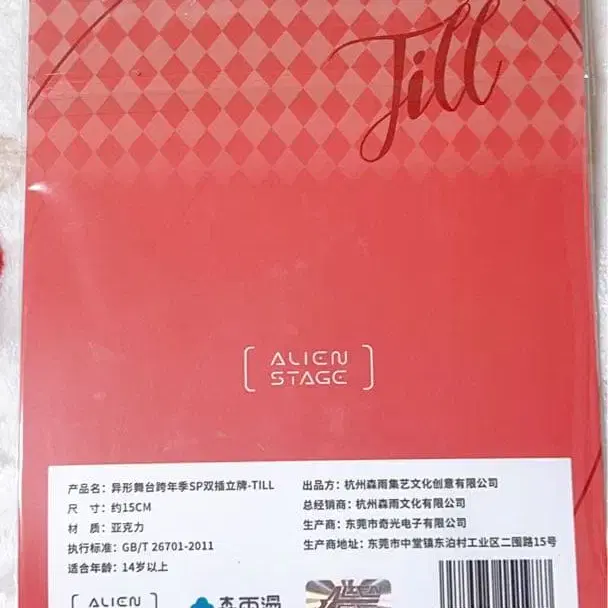 Till
[ ALIEN
STAGE ]
产品名：异形舞台跨年季SP双插立牌-TILL
尺 寸：约15CM
材 质：亚克力
执行标准：GB/T 26701-2011
适合年龄：14岁以上
出品方：杭州森雨集艺文化创意有限公司
总经销商：杭州森雨文化有限公司
生产商：东莞市奇光电子有限公司
生产商地址：东莞市中堂镇东泊村工业区二围路15号
[ ALIEN ]
森雨漫